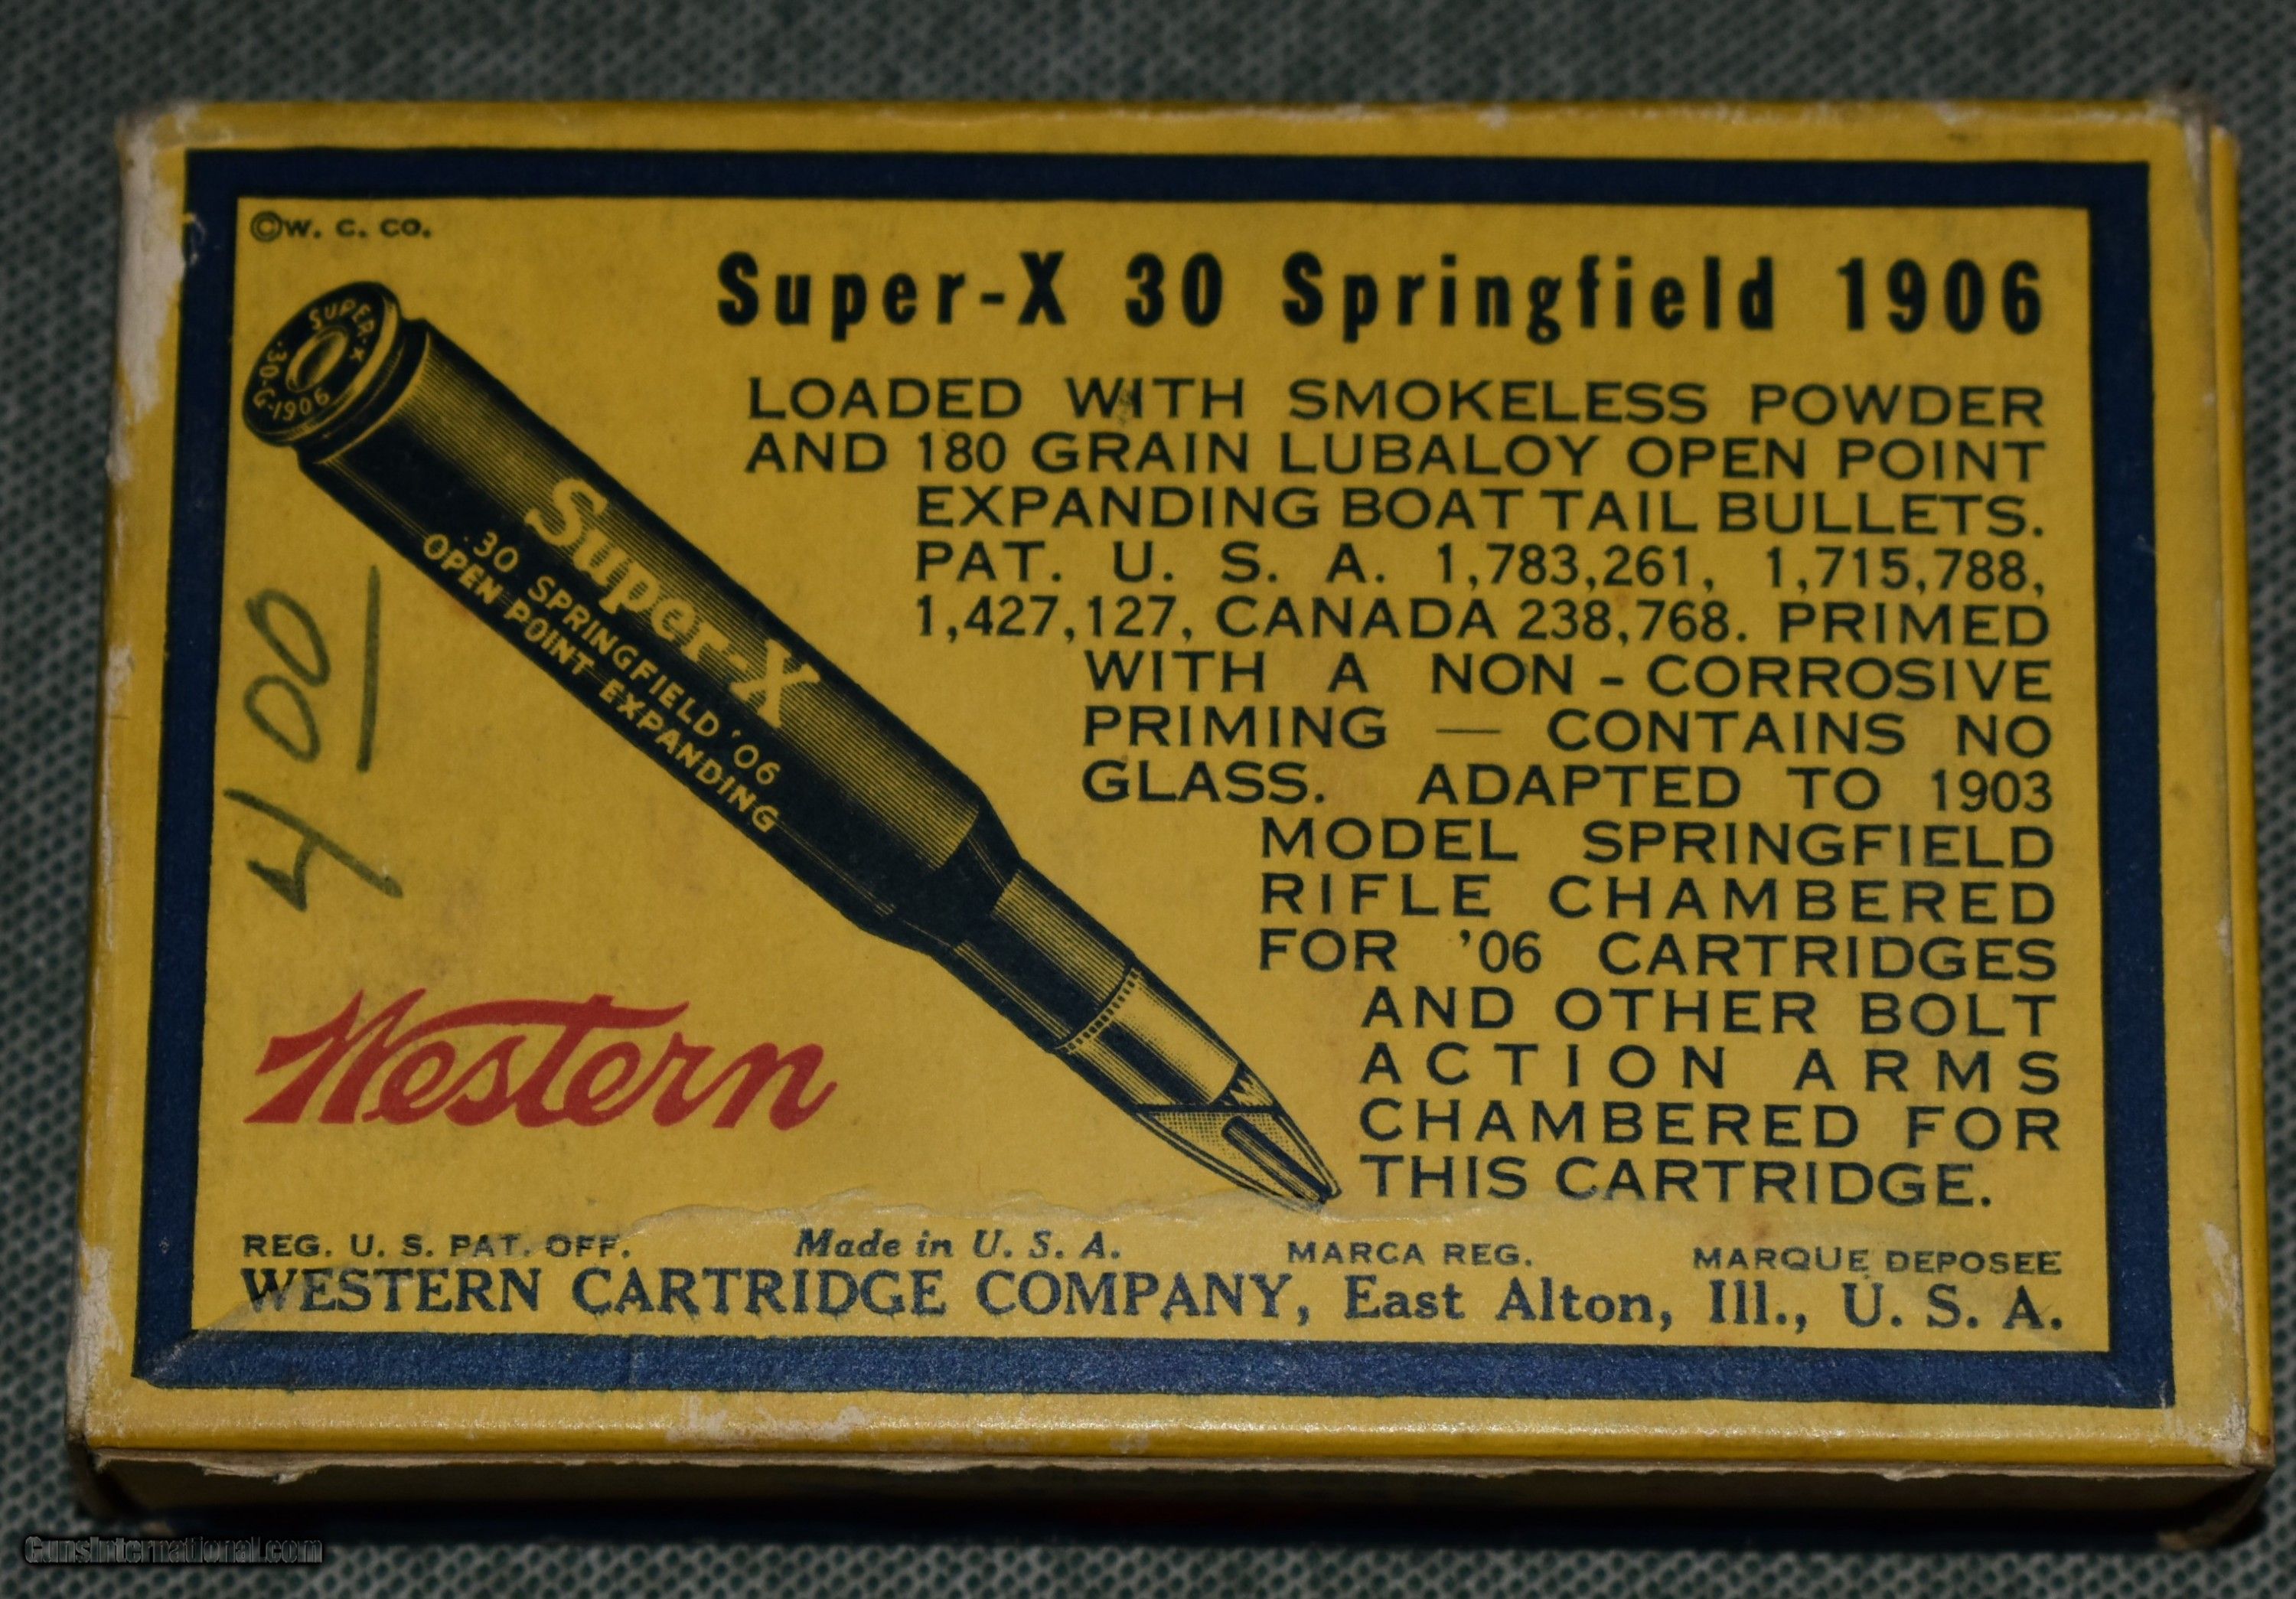 ©W. C. CO.
Super-X 30 Springfield 1906
LOADED WITH SMOKELESS POWDER
AND 180 GRAIN LUBALOY OPEN POINT
EXPANDING BOAT TAIL BULLETS.
PAT. U. S. A. 1,783,261, 1,715,788,
1,427,127, CANADA 238,768. PRIMED
WITH A NON - CORROSIVE
PRIMING — CONTAINS NO
GLASS. ADAPTED TO 1903
MODEL SPRINGFIELD
RIFLE CHAMBERED
FOR '06 CARTRIDGES
AND OTHER BOLT
ACTION ARMS
CHAMBERED FOR
THIS CARTRIDGE.
SUPER-X
.30-G-1906
Super-X
.30 SPRINGFIELD '06
OPEN POINT EXPANDING
4 00
Western
REG. U. S. PAT. OFF. Made in U. S. A. MARCA REG. MARQUE DEPOSEE
WESTERN CARTRIDGE COMPANY, East Alton, Ill., U. S. A.
GunsInternational.com